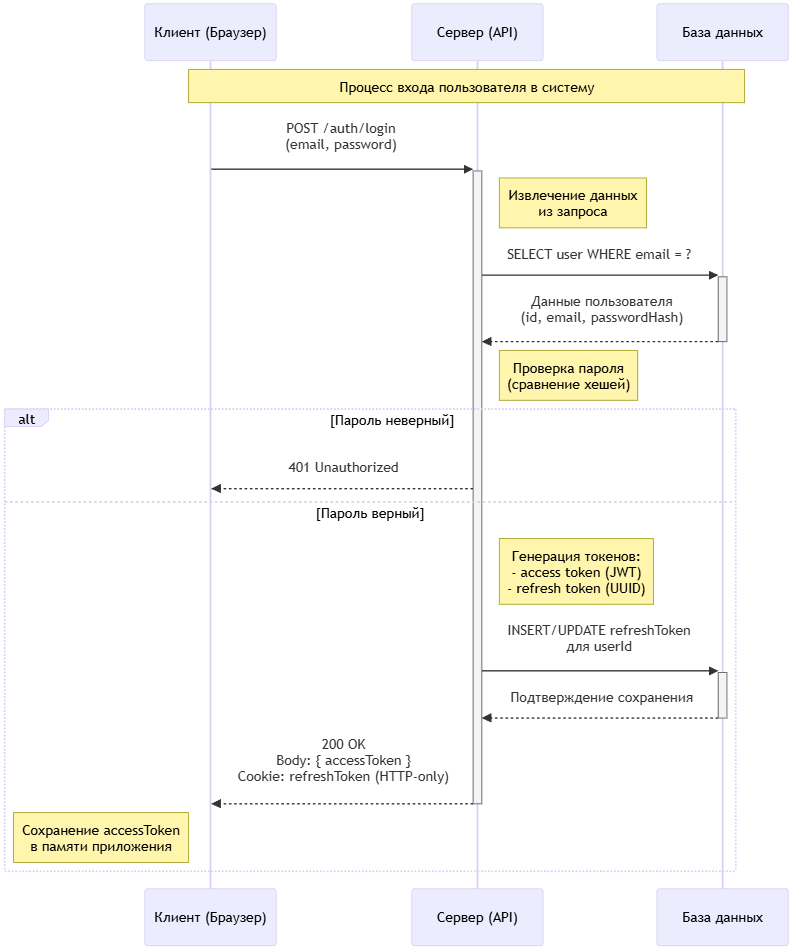 Клиент (Браузер)
Сервер (API)
База данных
Процесс входа пользователя в систему
POST /auth/login
(email, password)
Извлечение данных
из запроса
SELECT user WHERE email = ?
Данные пользователя
(id, email, passwordHash)
Проверка пароля
(сравнение хешей)
alt
[Пароль неверный]
401 Unauthorized
[Пароль верный]
Генерация токенов:
- access token (JWT)
- refresh token (UUID)
INSERT/UPDATE refreshToken
для userId
Подтверждение сохранения
200 OK
Body: { accessToken }
Cookie: refreshToken (HTTP-only)
Сохранение accessToken
в памяти приложения
Клиент (Браузер)
Сервер (API)
База данных